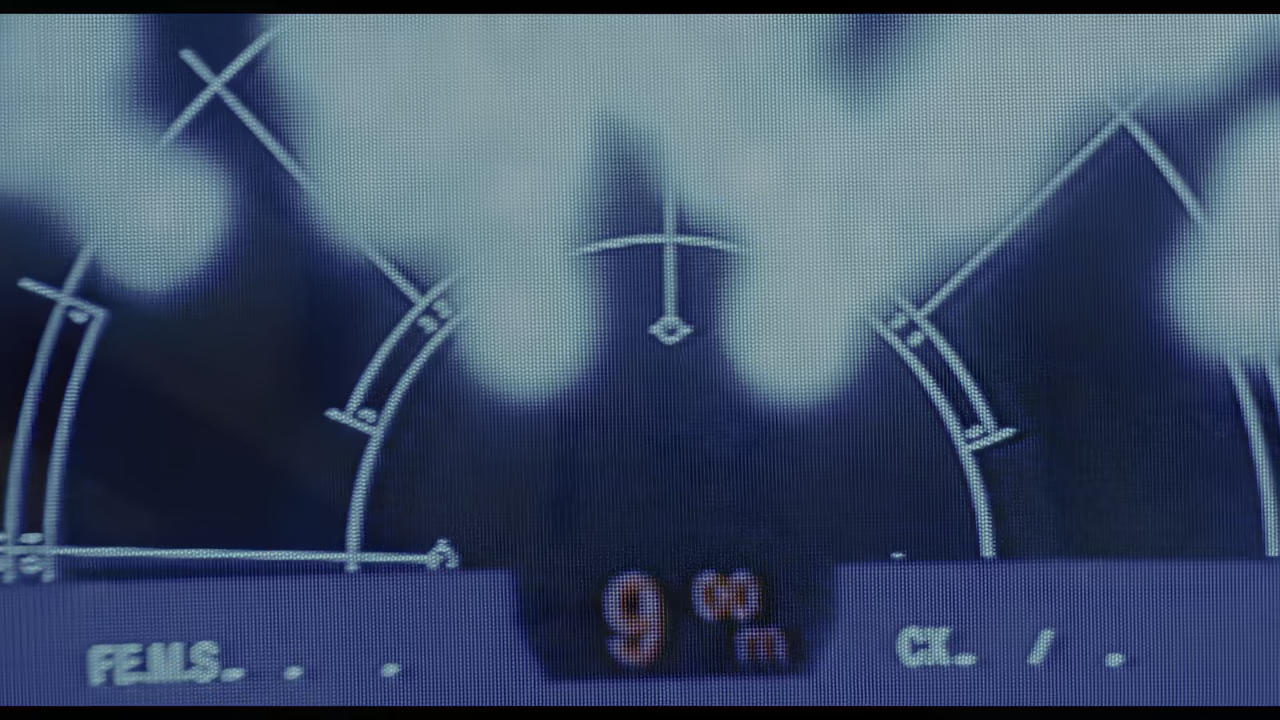 FE.M.S. . .
9 ∞
m
CX. / .